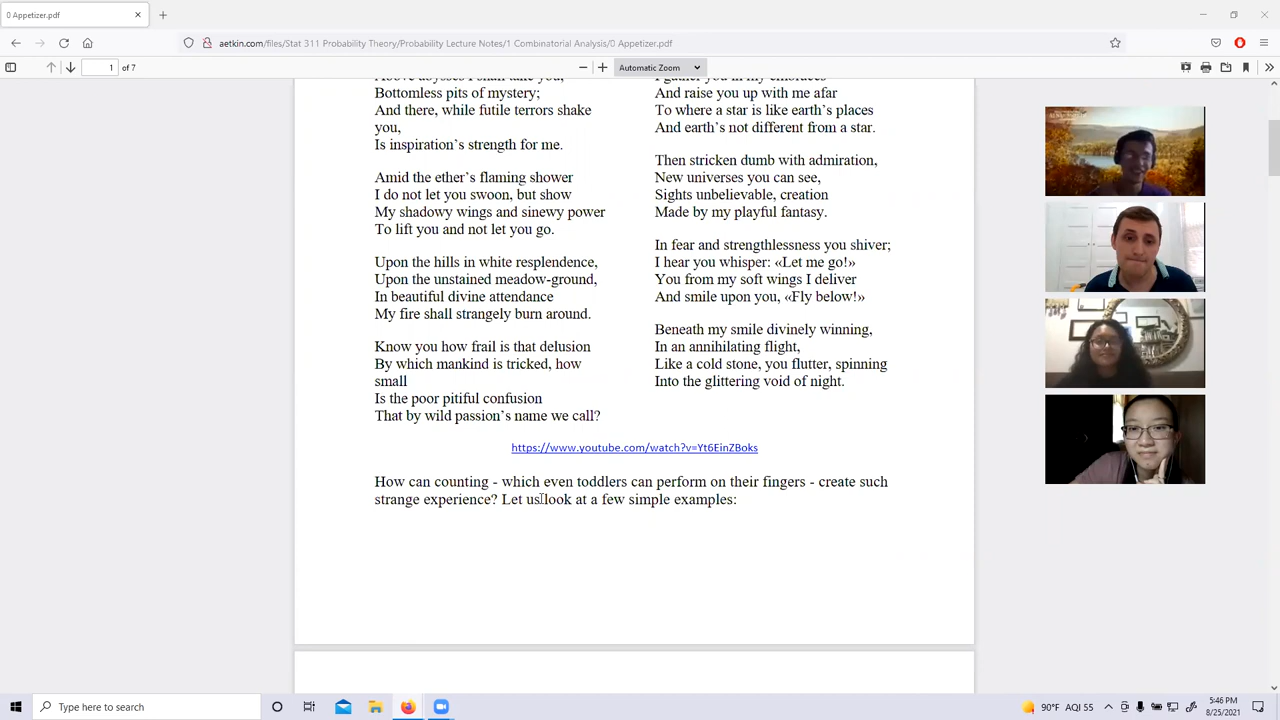 0 Appetizer.pdf
aetkin.com/files/Stat 311 Probability Theory/Probability Lecture Notes/1 Combinatorial Analysis/0 Appetizer.pdf
1 of 7
Automatic Zoom
Bottomless pits of mystery;
And there, while futile terrors shake
you,
Is inspiration's strength for me.
Amid the ether's flaming shower
I do not let you swoon, but show
My shadowy wings and sinewy power
To lift you and not let you go.
Upon the hills in white resplendence,
Upon the unstained meadow-ground,
In beautiful divine attendance
My fire shall strangely burn around.
Know you how frail is that delusion
By which mankind is tricked, how
small
Is the poor pitiful confusion
That by wild passion's name we call?
And raise you up with me afar
To where a star is like earth's places
And earth's not different from a star.
Then stricken dumb with admiration,
New universes you can see,
Sights unbelievable, creation
Made by my playful fantasy.
In fear and strengthlessness you shiver;
I hear you whisper: «Let me go!»
You from my soft wings I deliver
And smile upon you, «Fly below!»
Beneath my smile divinely winning,
In an annihilating flight,
Like a cold stone, you flutter, spinning
Into the glittering void of night.
https://www.youtube.com/watch?v=Yt6EinZBoks
How can counting - which even toddlers can perform on their fingers - create such
strange experience? Let us look at a few simple examples:
Type here to search
90°F AQI 55
5:46 PM
8/25/2021